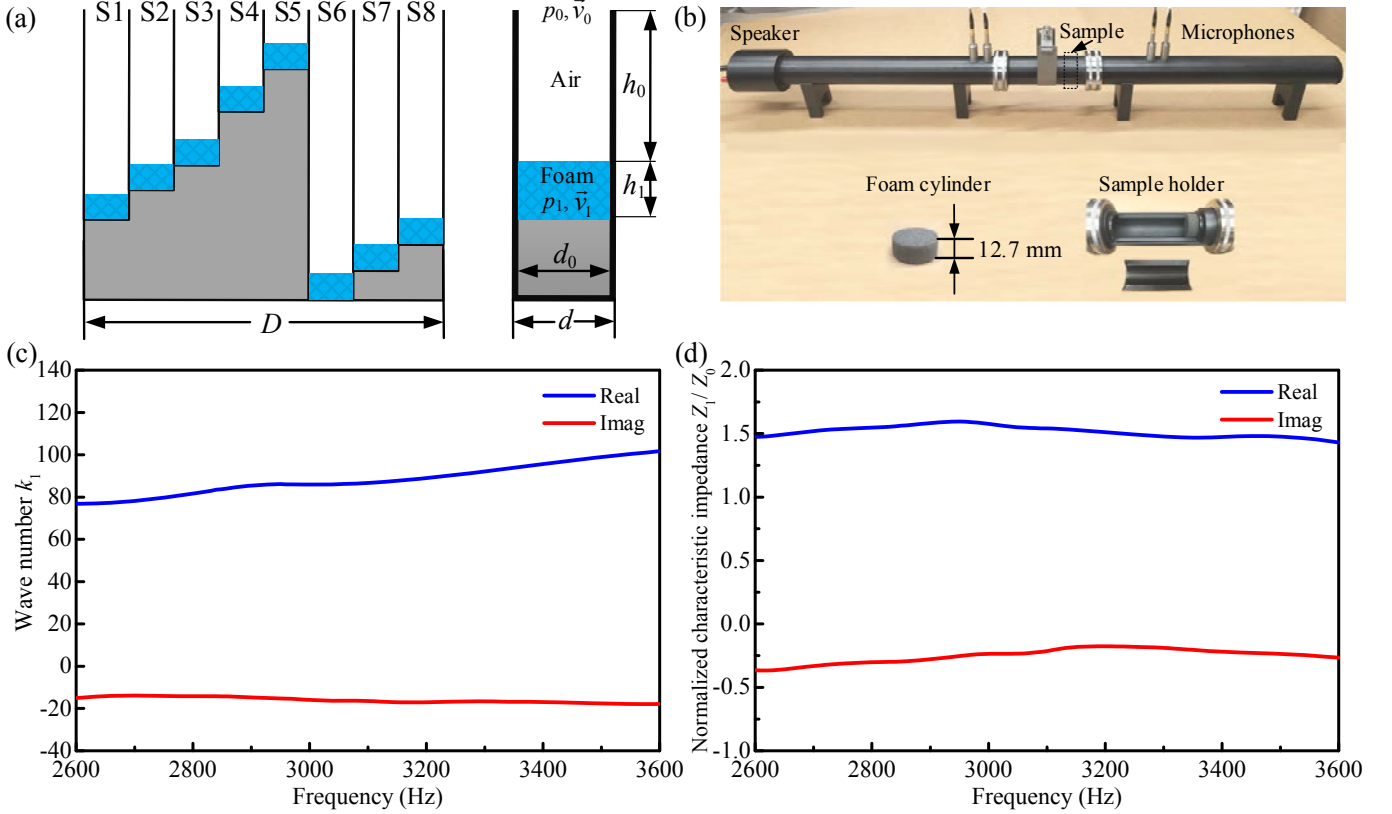 (a)
S1 S2 S3 S4 S5 S6 S7 S8
D
p₀, v⃗₀
Air
h₀
Foam
p₁, v⃗₁
h₁
d₀
d
(b)
Speaker
Sample
Microphones
Foam cylinder
12.7 mm
Sample holder
(c)
Wave number k₁
140
120
100
80
60
40
20
0
-20
-40
Real
Imag
2600 2800 3000 3200 3400 3600
Frequency (Hz)
(d)
Normalized characteristic impedance Z₁/ Z₀
2.0
1.5
1.0
0.5
0.0
-0.5
-1.0
Real
Imag
2600 2800 3000 3200 3400 3600
Frequency (Hz)